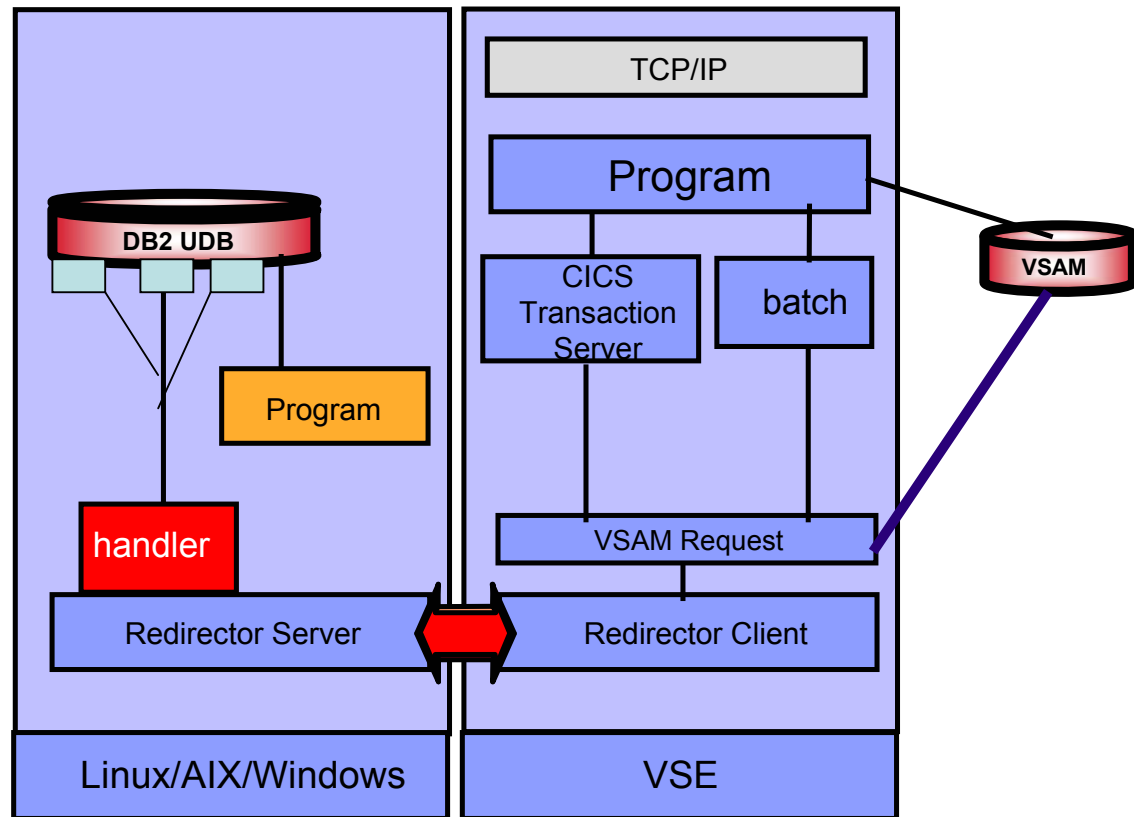 TCP/IP
Program
DB2 UDB
VSAM
CICS
Transaction
Server
batch
Program
handler
VSAM Request
Redirector Server
Redirector Client
Linux/AIX/Windows
VSE